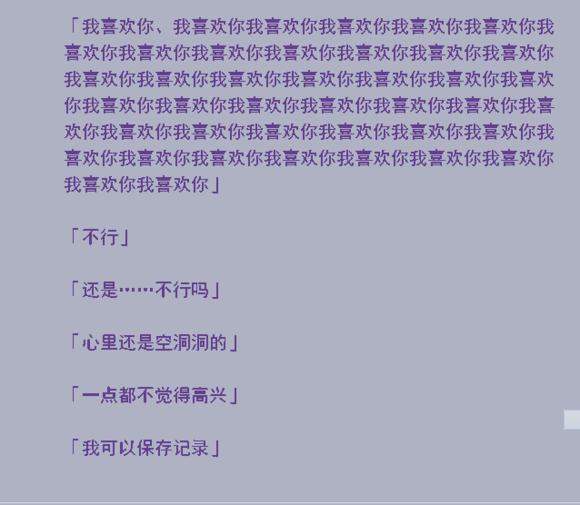 「我喜欢你、我喜欢你我喜欢你我喜欢你我喜欢你我喜欢你我
喜欢你我喜欢你我喜欢你我喜欢你我喜欢你我喜欢你我喜欢你
我喜欢你我喜欢你我喜欢你我喜欢你我喜欢你我喜欢你我喜欢
你我喜欢你我喜欢你我喜欢你我喜欢你我喜欢你我喜欢你我喜
欢你我喜欢你我喜欢你我喜欢你我喜欢你我喜欢你我喜欢你我
喜欢你我喜欢你我喜欢你我喜欢你我喜欢你我喜欢你我喜欢你
我喜欢你我喜欢你」
「不行」
「还是……不行吗」
「心里还是空洞洞的」
「一点都不觉得高兴」
「我可以保存记录」